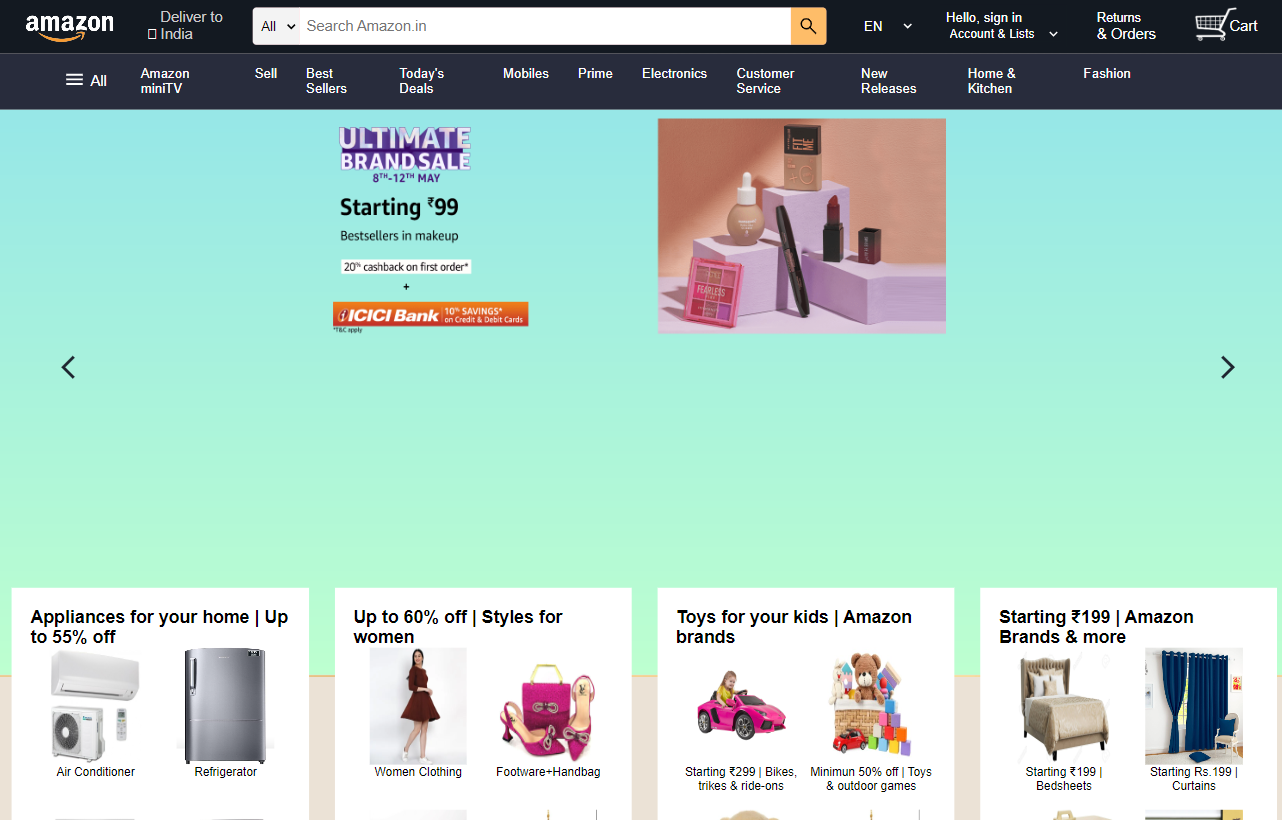 amazon
Deliver to
India
All
Search Amazon.in
EN
Hello, sign in
Account & Lists
Returns
& Orders
Cart
All
Amazon
miniTV
Sell
Best
Sellers
Today's
Deals
Mobiles
Prime
Electronics
Customer
Service
New
Releases
Home &
Kitchen
Fashion
ULTIMATE
BRAND SALE
8TH-12TH MAY
Starting ₹99
Bestsellers in makeup
20% cashback on first order*
+
ICICI Bank
10% SAVINGS*
on Credit & Debit Cards
*T&C apply
FIT
ME
FEARLESS
Appliances for your home | Up
to 55% off
Air Conditioner
Refrigerator
Up to 60% off | Styles for
women
Women Clothing
Footware+Handbag
Toys for your kids | Amazon
brands
Starting ₹299 | Bikes,
trikes & ride-ons
Minimun 50% off | Toys
& outdoor games
Starting ₹199 | Amazon
Brands & more
Starting ₹199 |
Bedsheets
Starting Rs.199 |
Curtains